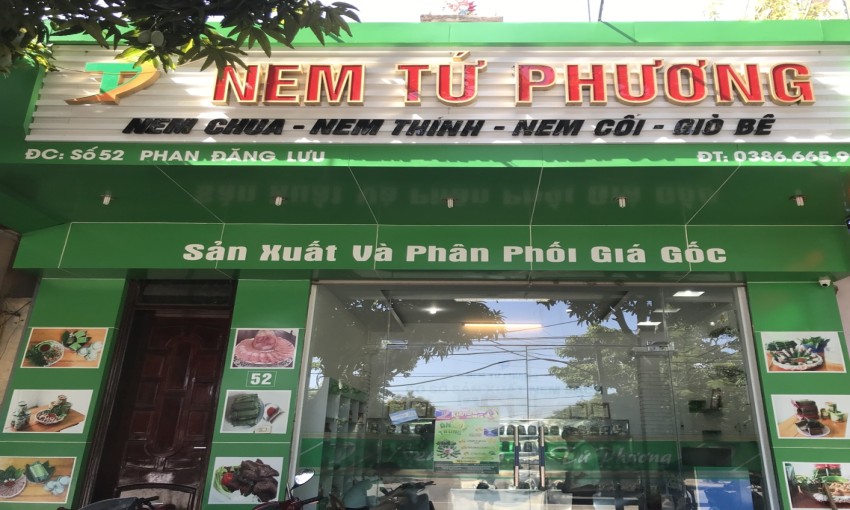 NEM TỨ PHƯƠNG
NEM CHUA - NEM THÍNH - NEM CỐI - GIÒ BÊ
ĐC: Số 52 PHAN ĐĂNG LƯU ĐT: 0386.665.9
Sản Xuất Và Phân Phối Giá Gốc
52